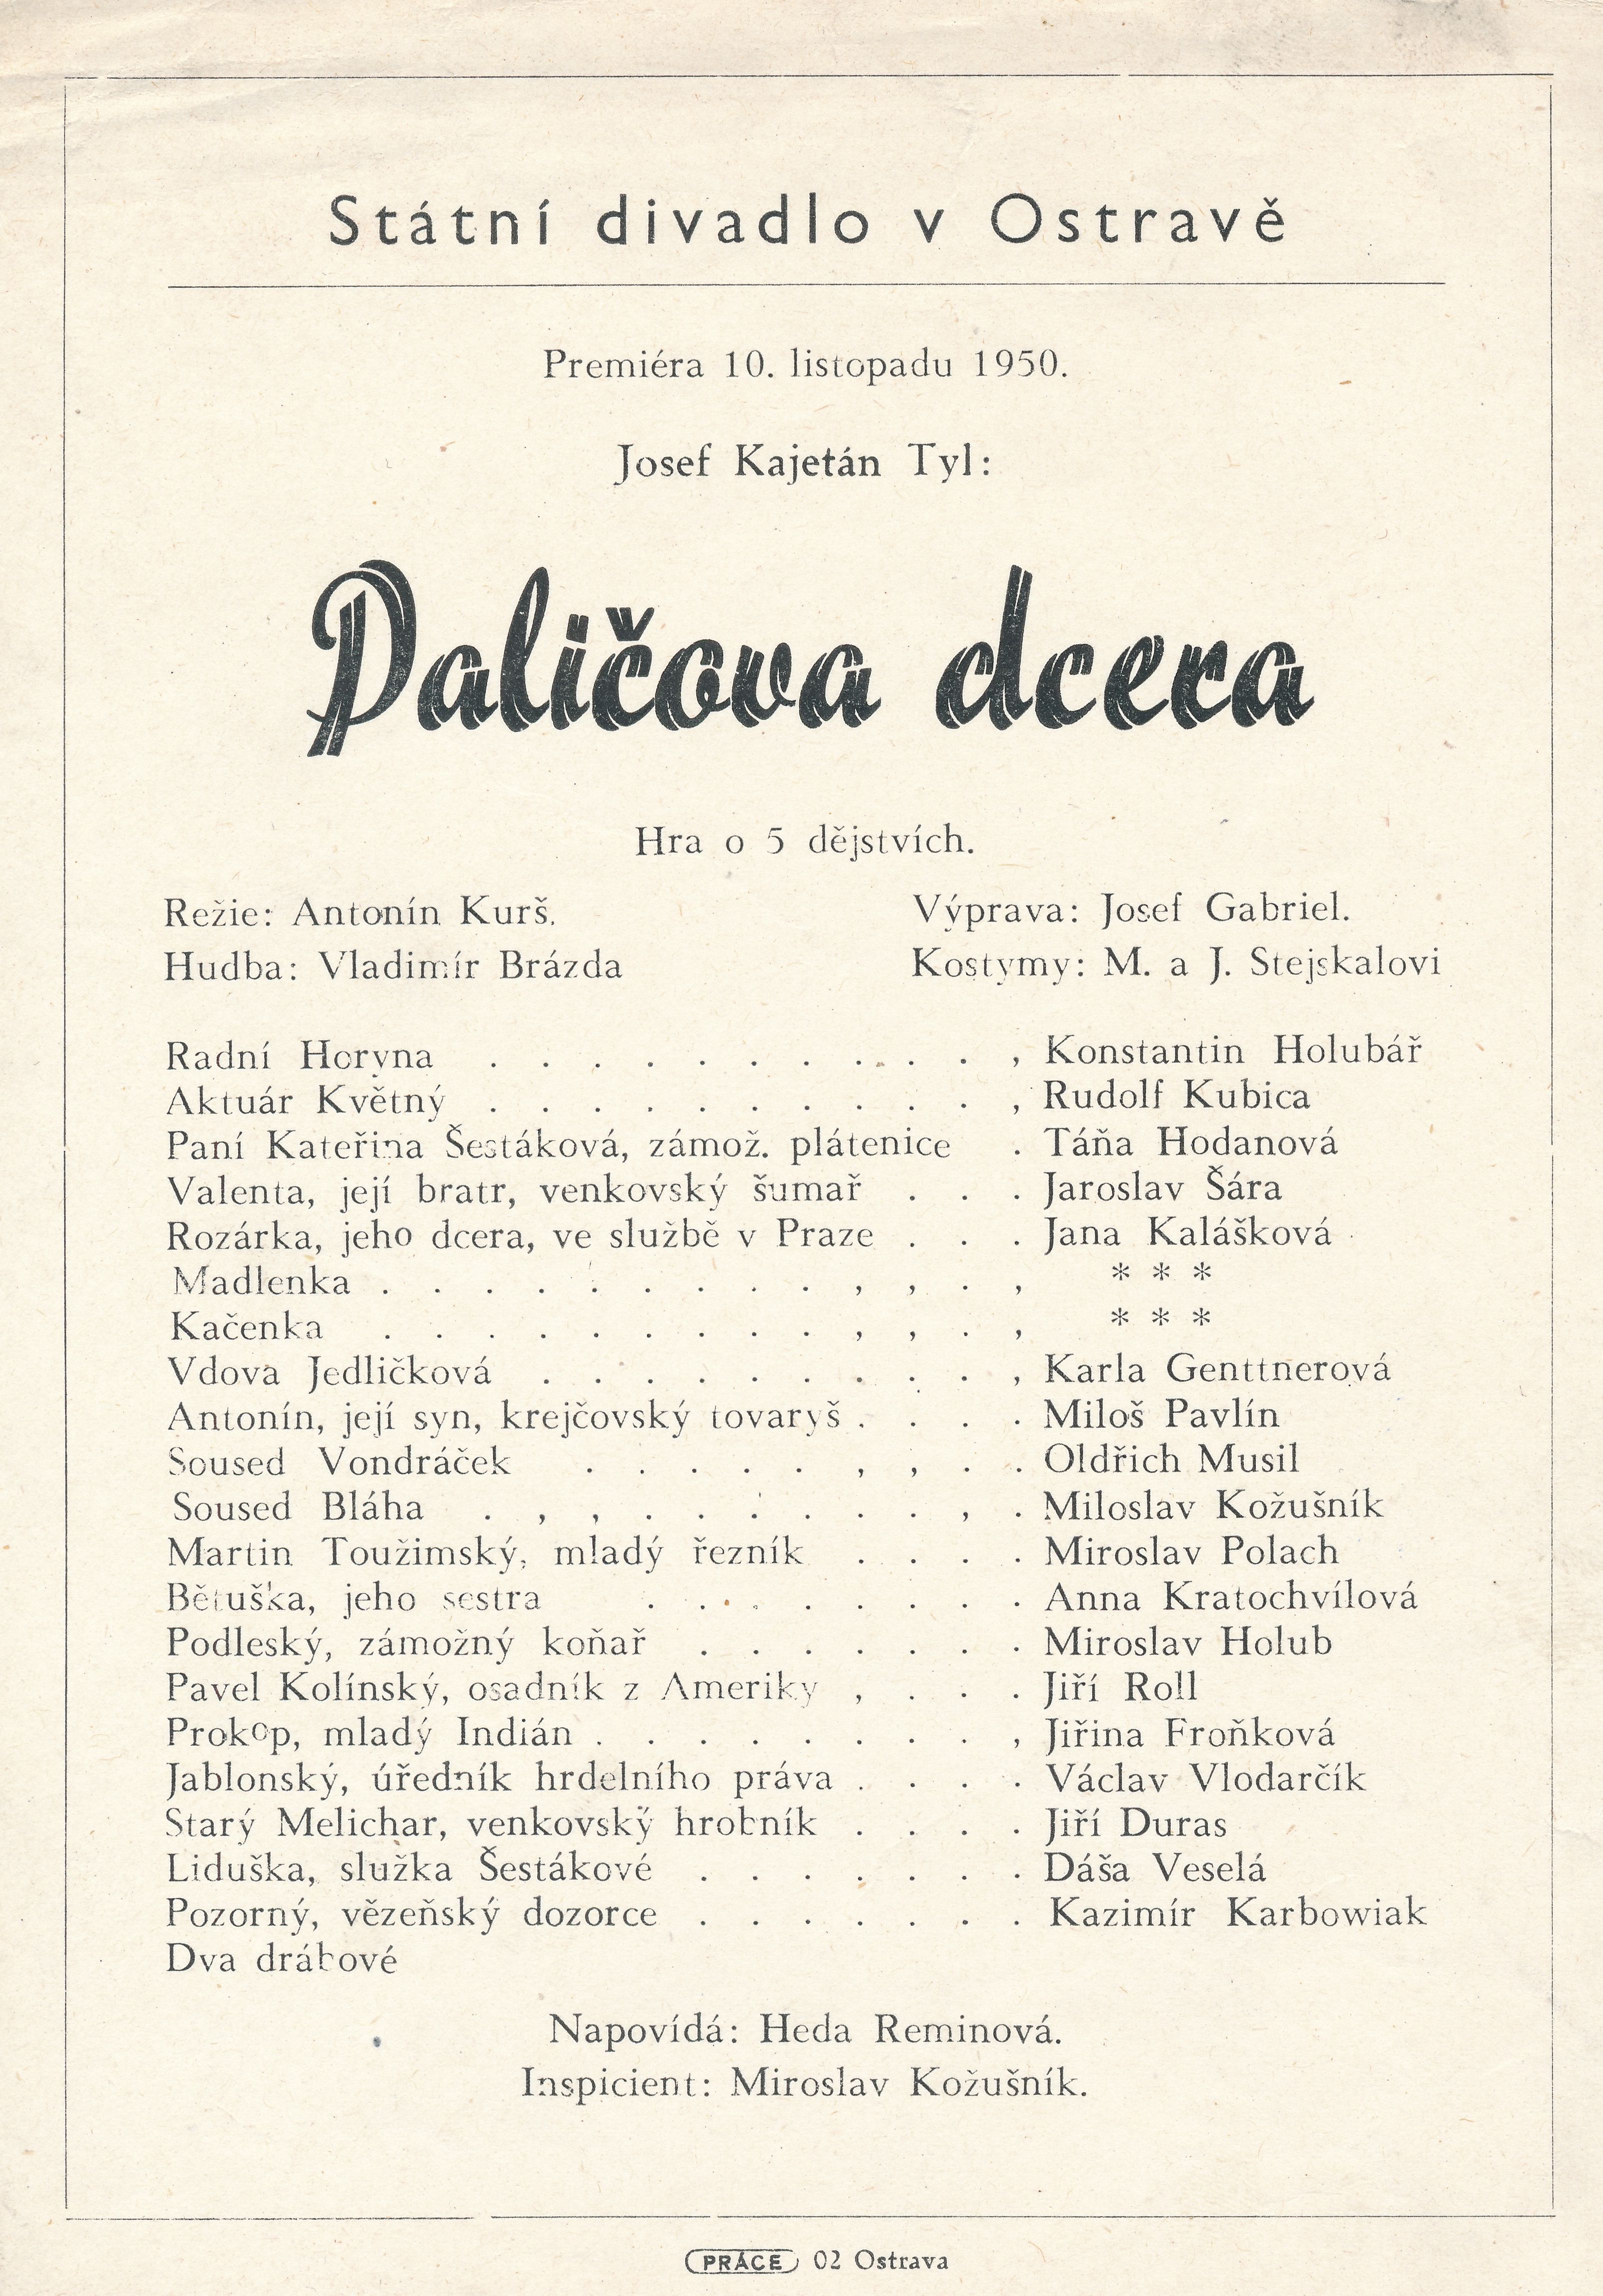 Státní divadlo v Ostravě
Premiéra 10. listopadu 1950.
Josef Kajetán Tyl:
Paličova dcera
Hra o 5 dějstvích.
Režie: Antonín Kurš. Výprava: Josef Gabriel.
Hudba: Vladimír Brázda Kostymy: M. a J. Stejskalovi
Radní Horyna . . . . . . . . . . , Konstantin Holubář
Aktuár Květný . . . . . . . . . . , Rudolf Kubica
Paní Kateřina Šestáková, zámož. plátenice . Táňa Hodanová
Valenta, její bratr, venkovský šumař . . . Jaroslav Šára
Rozárka, jeho dcera, ve službě v Praze . . . Jana Kalášková
Madlenka . . . . . . . . . , , . , * * *
Kačenka . . . . . . . . . , , . , * * *
Vdova Jedličková . . . . . . . . . , Karla Genttnerová
Antonín, její syn, krejčovský tovaryš . . . . Miloš Pavlín
Soused Vondráček . . . . . , , . . Oldřich Musil
Soused Bláha . , , . . . . . . , . Miloslav Kožušník
Martin Toužimský, mladý řezník . . . . Miroslav Polach
Bětuška, jeho sestra . . . . . . . . Anna Kratochvílová
Podleský, zámožný koňař . . . . . . . Miroslav Holub
Pavel Kolínský, osadník z Ameriky , . . . Jiří Roll
Prokop, mladý Indián . . . . . . . . , Jiřina Froňková
Jablonský, úředník hrdelního práva . . . . Václav Vlodarčík
Starý Melichar, venkovský hrobník . . . . Jiří Duras
Liduška, služka Šestákové . . . . . . . Dáša Veselá
Pozorný, vězeňský dozorce . . . . . . . Kazimír Karbowiak
Dva drábové
Napovídá: Heda Reminová.
Inspicient: Miroslav Kožušník.
PRÁCE 02 Ostrava